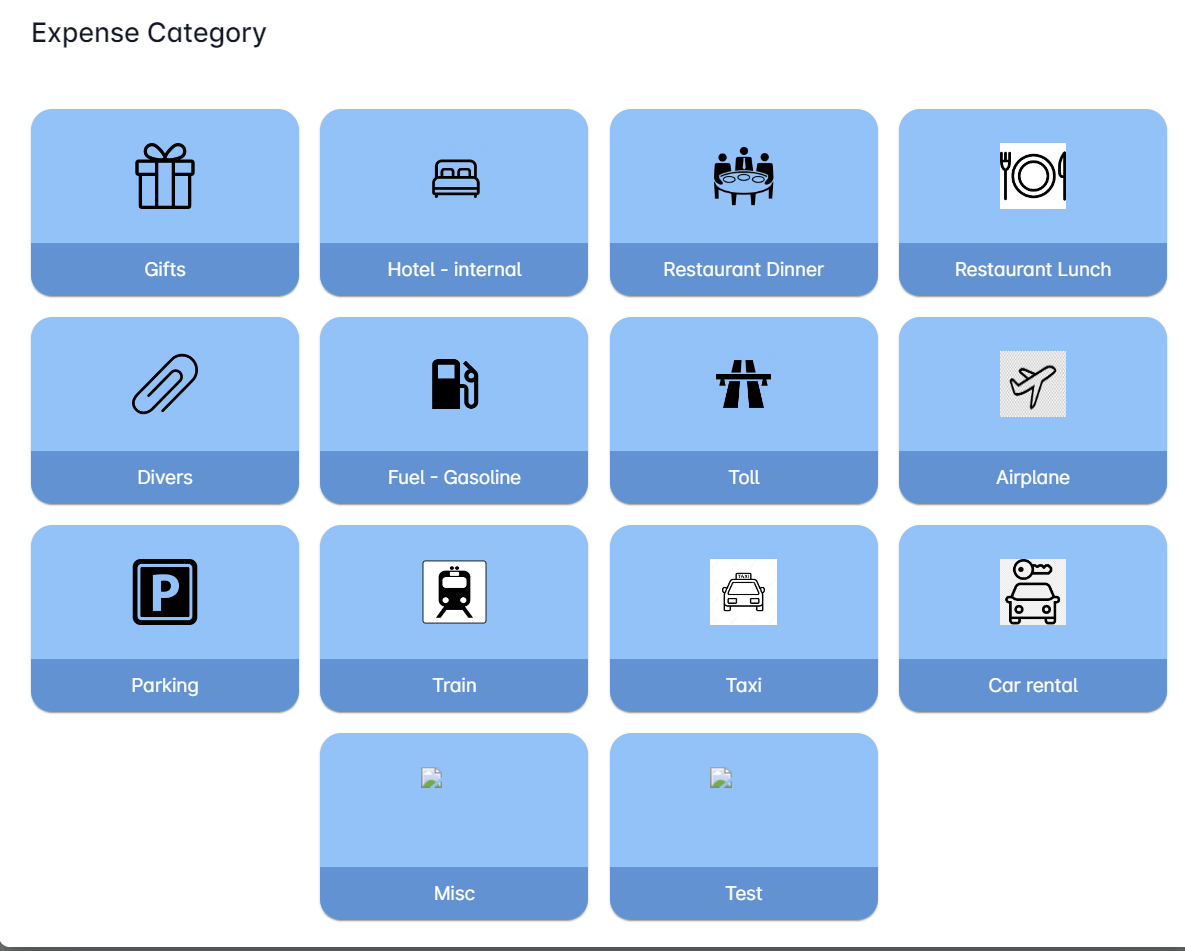 Expense Category
Gifts
Hotel - internal
Restaurant Dinner
Restaurant Lunch
Divers
Fuel - Gasoline
Toll
Airplane
P
TAXI
Parking
Train
Taxi
Car rental
Misc
Test